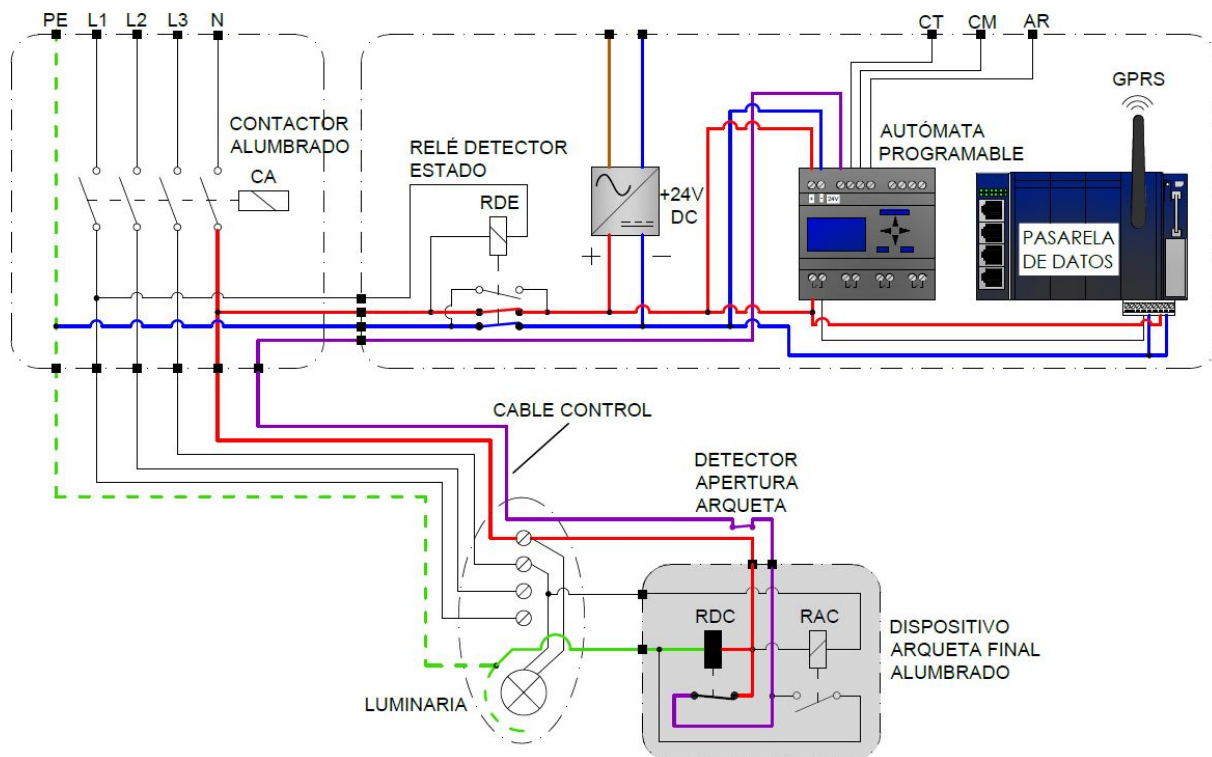 PE L1 L2 L3 N
CT CM AR
GPRS
CONTACTOR
ALUMBRADO
CA
RELÉ DETECTOR
ESTADO
RDE
+24V
DC
+ −
AUTÓMATA
PROGRAMABLE
24V
PASARELA
DE DATOS
CABLE CONTROL
DETECTOR
APERTURA
ARQUETA
RDC RAC
DISPOSITIVO
ARQUETA FINAL
ALUMBRADO
LUMINARIA